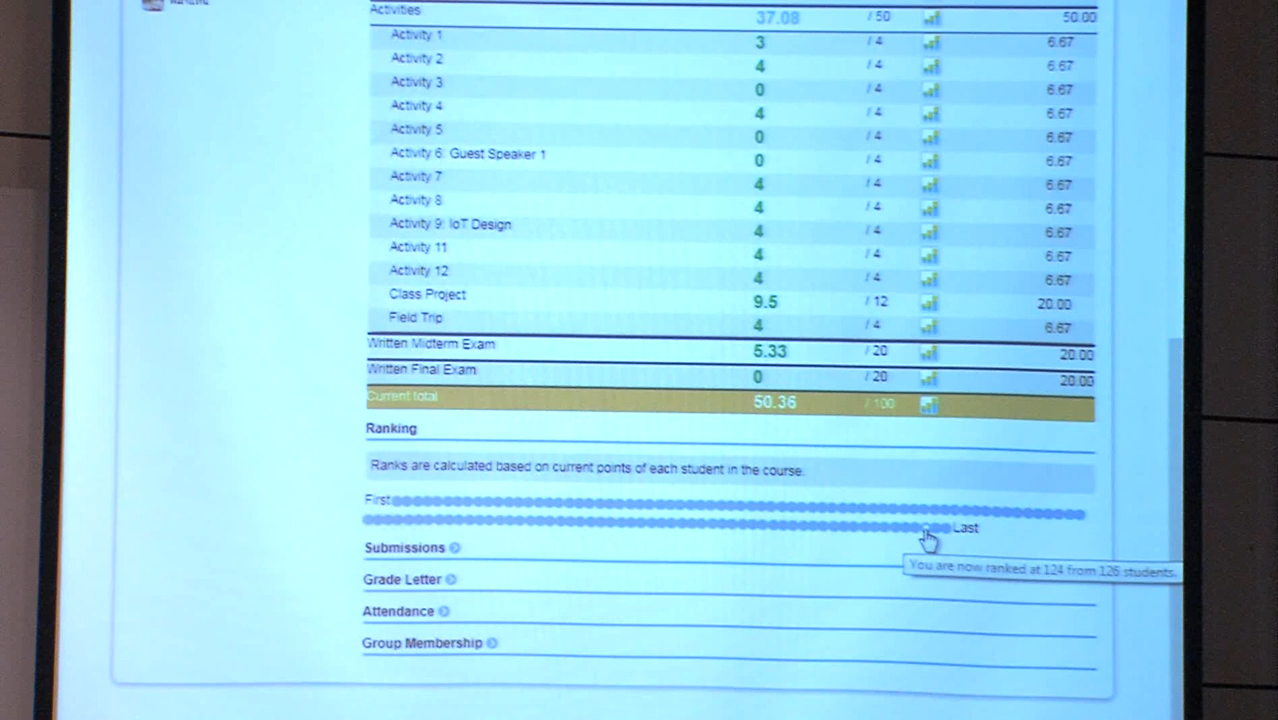 Activities 37.08 / 50 50.00
Activity 1 3 / 4 6.67
Activity 2 4 / 4 6.67
Activity 3 0 / 4 6.67
Activity 4 4 / 4 6.67
Activity 5 0 / 4 6.67
Activity 6: Guest Speaker 1 0 / 4 6.67
Activity 7 4 / 4 6.67
Activity 8 4 / 4 6.67
Activity 9: IoT Design 4 / 4 6.67
Activity 11 4 / 4 6.67
Activity 12 4 / 4 6.67
Class Project 9.5 / 12 20.00
Field Trip 4 / 4 6.67
Written Midterm Exam 5.33 / 20 20.00
Written Final Exam 0 / 20 20.00
Current total 50.36 / 100
Ranking
Ranks are calculated based on current points of each student in the course.
First
Last
Submissions
You are now ranked at 124 from 126 students.
Grade Letter
Attendance
Group Membership